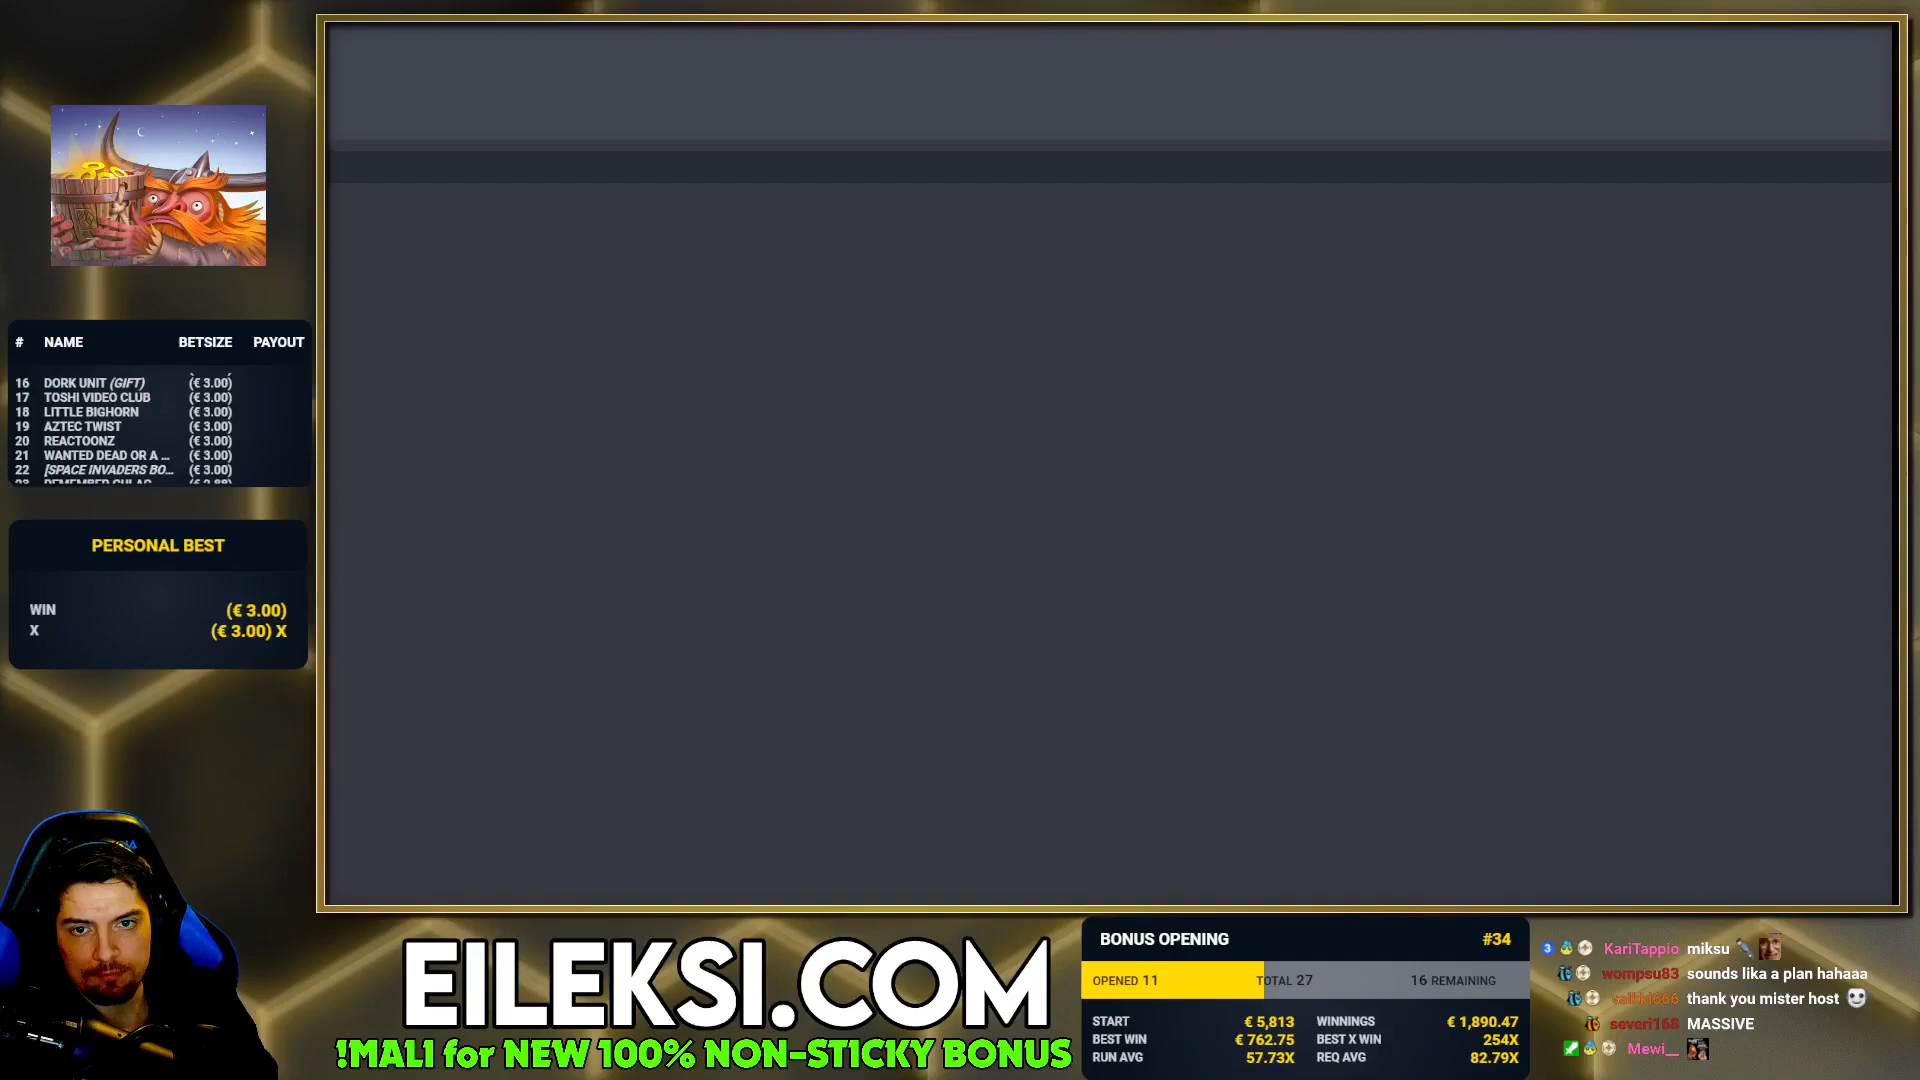 # NAME BETSIZE PAYOUT
16 DORK UNIT (GIFT) (€ 3.00)
17 TOSHI VIDEO CLUB (€ 3.00)
18 LITTLE BIGHORN (€ 3.00)
19 AZTEC TWIST (€ 3.00)
20 REACTOONZ (€ 3.00)
21 WANTED DEAD OR A ... (€ 3.00)
22 [SPACE INVADERS BO... (€ 3.00)
PERSONAL BEST
WIN (€ 3.00)
X (€ 3.00) X
EILEKSI.COM
!MALI for NEW 100% NON-STICKY BONUS
BONUS OPENING #34
OPENED 11 TOTAL 27 16 REMAINING
START € 5,813 WINNINGS € 1,890.47
BEST WIN € 762.75 BEST X WIN 254X
RUN AVG 57.73X REQ AVG 82.79X
3 KariTappio miksu
wompsu83 sounds lika a plan hahaaa
thank you mister host
severi168 MASSIVE
Mewi__